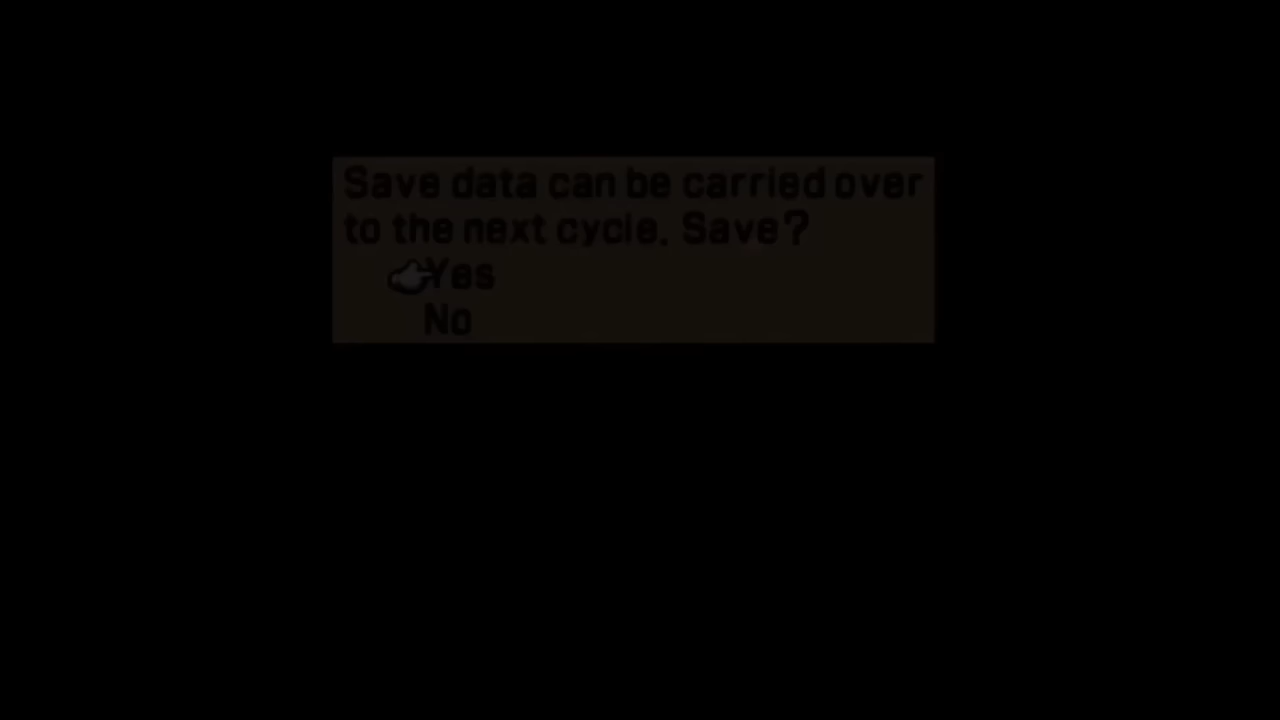 Save data can be carried over
to the next cycle. Save?
Yes
No